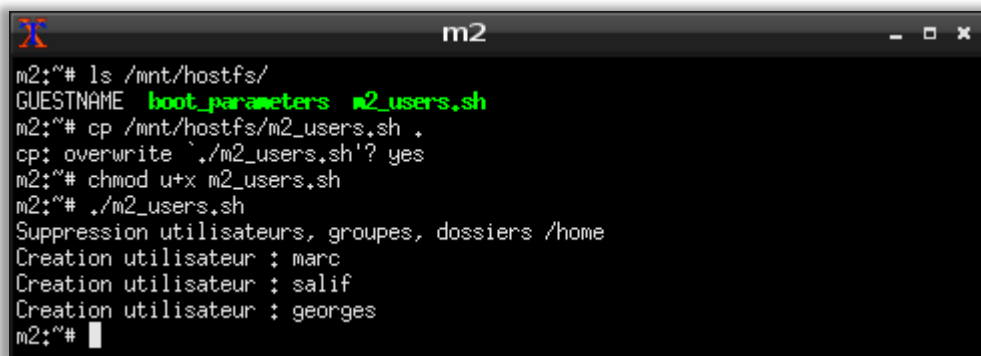 m2
m2:~# ls /mnt/hostfs/
GUESTNAME  boot_parameters  m2_users.sh
m2:~# cp /mnt/hostfs/m2_users.sh .
cp: overwrite `./m2_users.sh'? yes
m2:~# chmod u+x m2_users.sh
m2:~# ./m2_users.sh
Suppression utilisateurs, groupes, dossiers /home
Creation utilisateur : marc
Creation utilisateur : salif
Creation utilisateur : georges
m2:~#